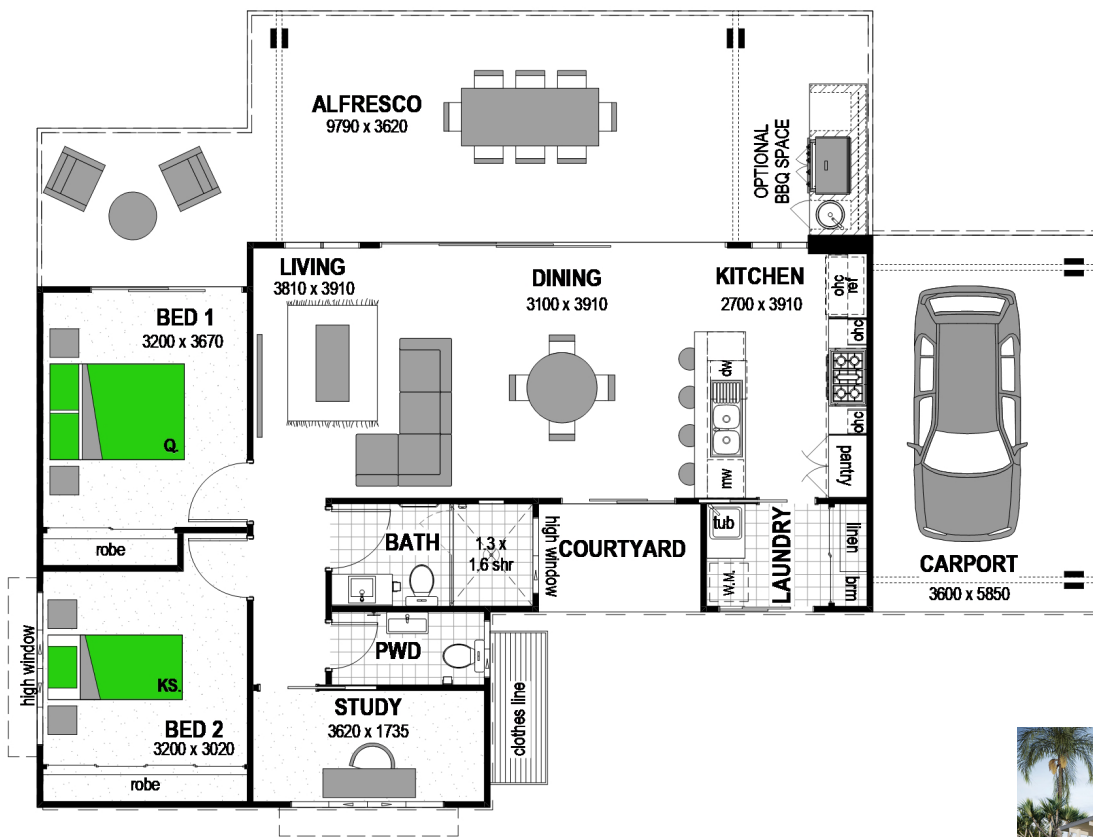 ALFRESCO
9790 x 3620
OPTIONAL
BBQ SPACE
LIVING
3810 x 3910
DINING
3100 x 3910
KITCHEN
2700 x 3910
ohc
ref
ohc
BED 1
3200 x 3670
dw
Q.
ohc
mw
pantry
robe
BATH
1.3 x
1.6 shr
high window
COURTYARD
tub
LAUNDRY
linen
W.M.
brm
CARPORT
3600 x 5850
high window
KS.
PWD
BED 2
3200 x 3020
STUDY
3620 x 1735
clothes line
robe